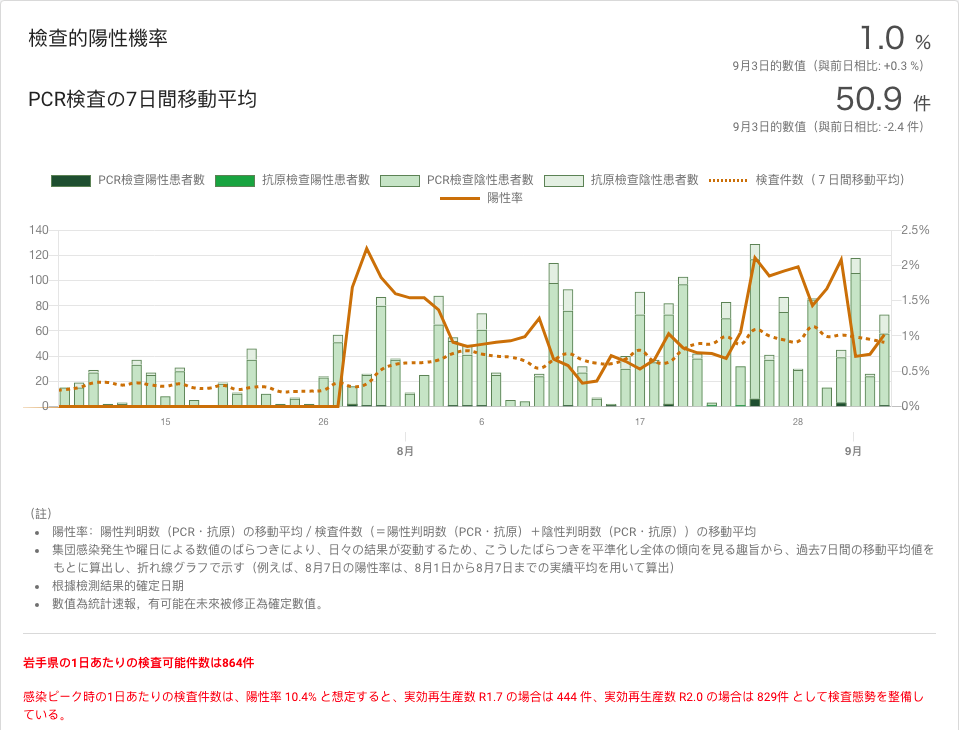 檢查的陽性機率
1.0 %
9月3日的數值（與前日相比: +0.3 %）
PCR検査の7日間移動平均
50.9 件
9月3日的數值（與前日相比: -2.4 件）
PCR檢查陽性患者數 抗原檢查陽性患者數 PCR檢查陰性患者數 抗原檢查陰性患者數 検査件数（７日間移動平均）
陽性率
140 2.5%
120 2%
100
80 1.5%
60 1%
40 0.5%
20
0 0%
15 26 6 17 28
8月 9月
（註）
陽性率：陽性判明数（PCR・抗原）の移動平均 / 検査件数（＝陽性判明数（PCR・抗原）＋陰性判明数（PCR・抗原））の移動平均
集団感染発生や曜日による数値のばらつきにより、日々の結果が変動するため、こうしたばらつきを平準化し全体の傾向を見る趣旨から、過去7日間の移動平均値を
もとに算出し、折れ線グラフで示す（例えば、8月7日の陽性率は、8月1日から8月7日までの実績平均を用いて算出）
根據檢測結果的確定日期
數值為統計速報，有可能在未來被修正為確定數值。
岩手県の1日あたりの検査可能件数は864件
感染ピーク時の1日あたりの検査件数は、陽性率 10.4% と想定すると、実効再生産数 R1.7 の場合は 444 件、実効再生産数 R2.0 の場合は 829件 として検査態勢を整備し
ている。